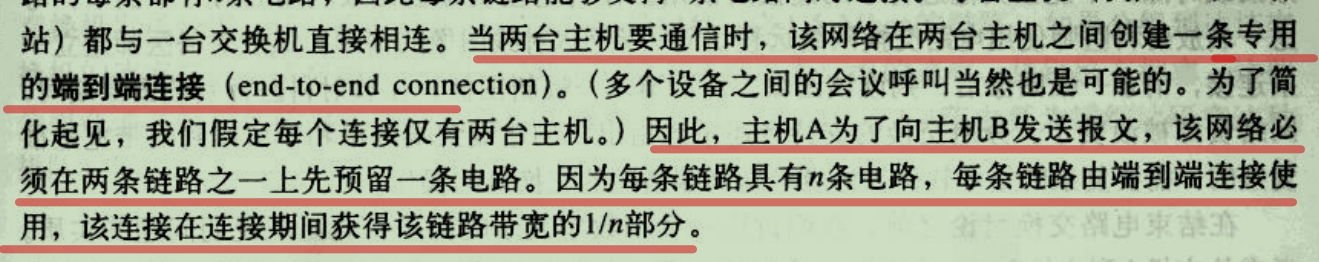 站）都与一台交换机直接相连。当两台主机要通信时，该网络在两台主机之间创建一条专用
的端到端连接（end-to-end connection）。（多个设备之间的会议呼叫当然也是可能的。为了简
化起见，我们假定每个连接仅有两台主机。）因此，主机A为了向主机B发送报文，该网络必
须在两条链路之一上先预留一条电路。因为每条链路具有n条电路，每条链路由端到端连接使
用，该连接在连接期间获得该链路带宽的1/n部分。